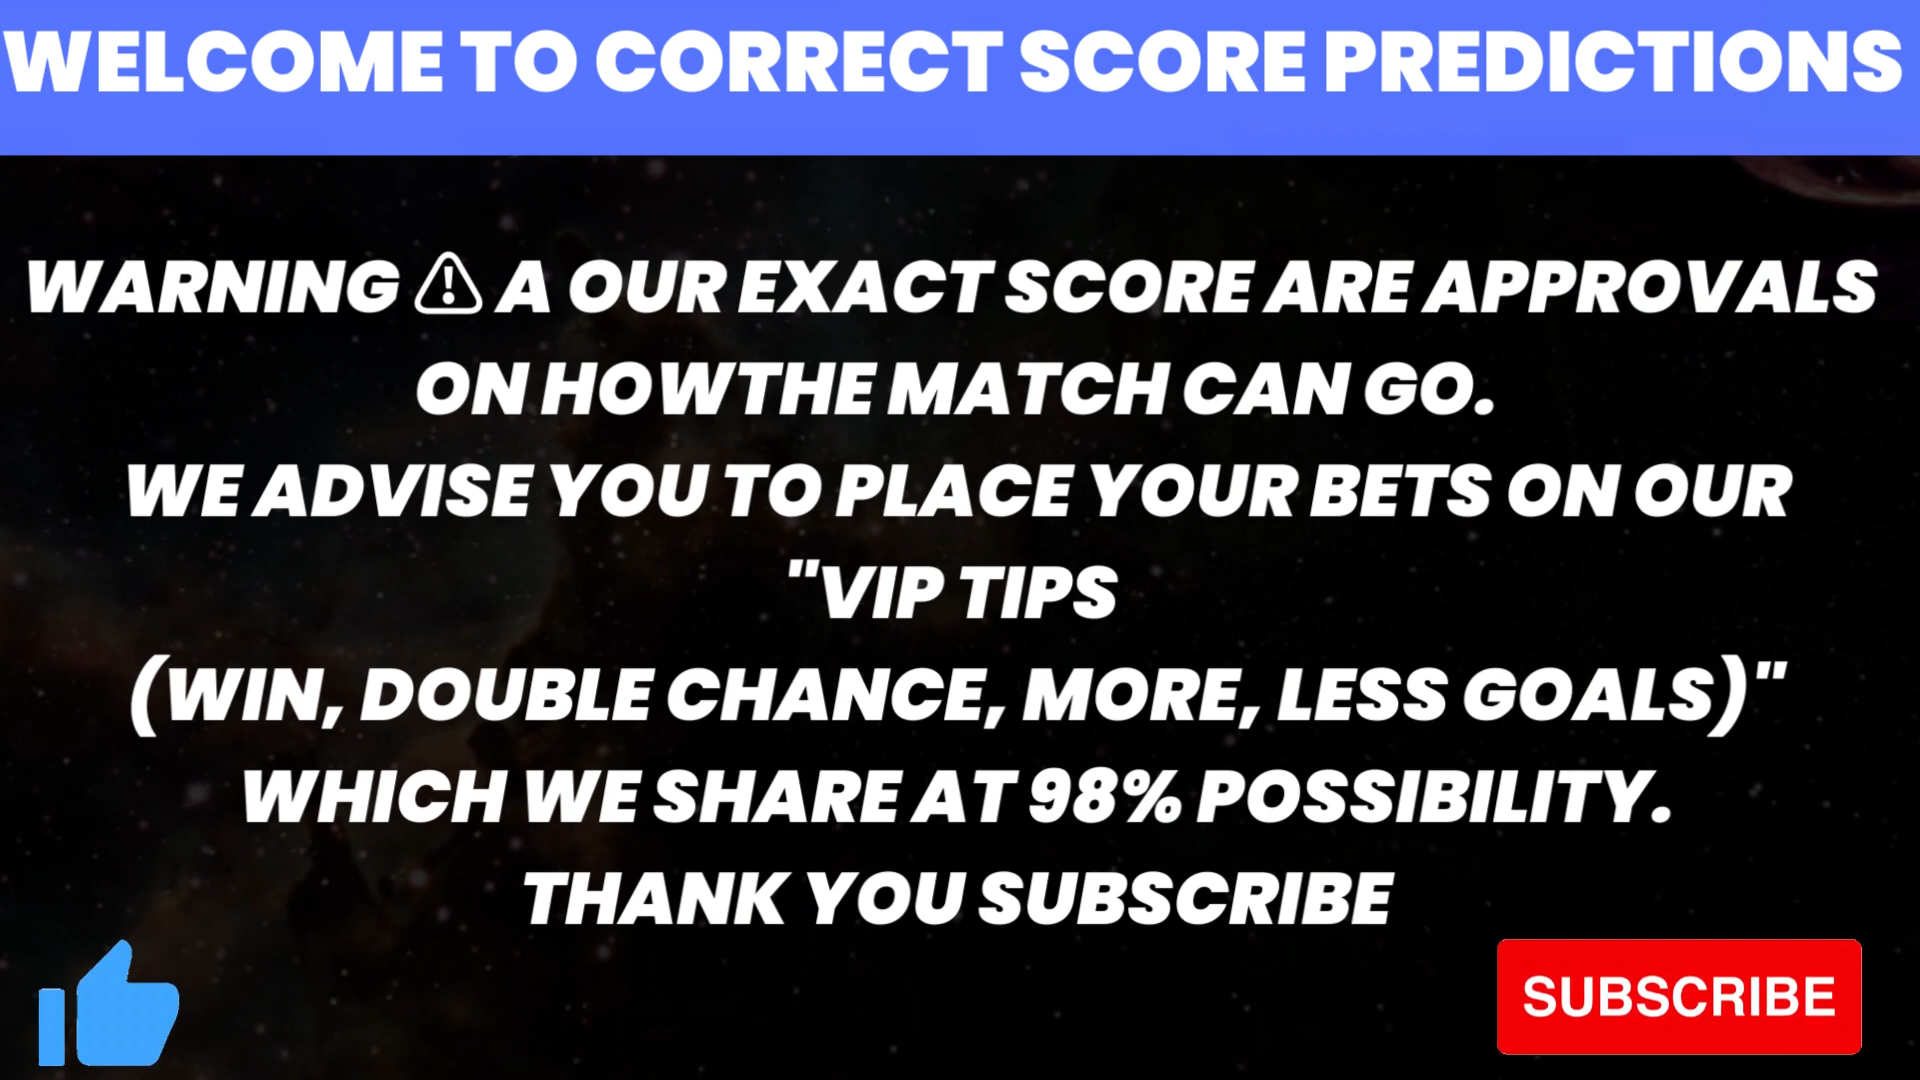 WELCOME TO CORRECT SCORE PREDICTIONS
WARNING ⚠ A OUR EXACT SCORE ARE APPROVALS
ON HOWTHE MATCH CAN GO.
WE ADVISE YOU TO PLACE YOUR BETS ON OUR
"VIP TIPS
(WIN, DOUBLE CHANCE, MORE, LESS GOALS)"
WHICH WE SHARE AT 98% POSSIBILITY.
THANK YOU SUBSCRIBE
SUBSCRIBE